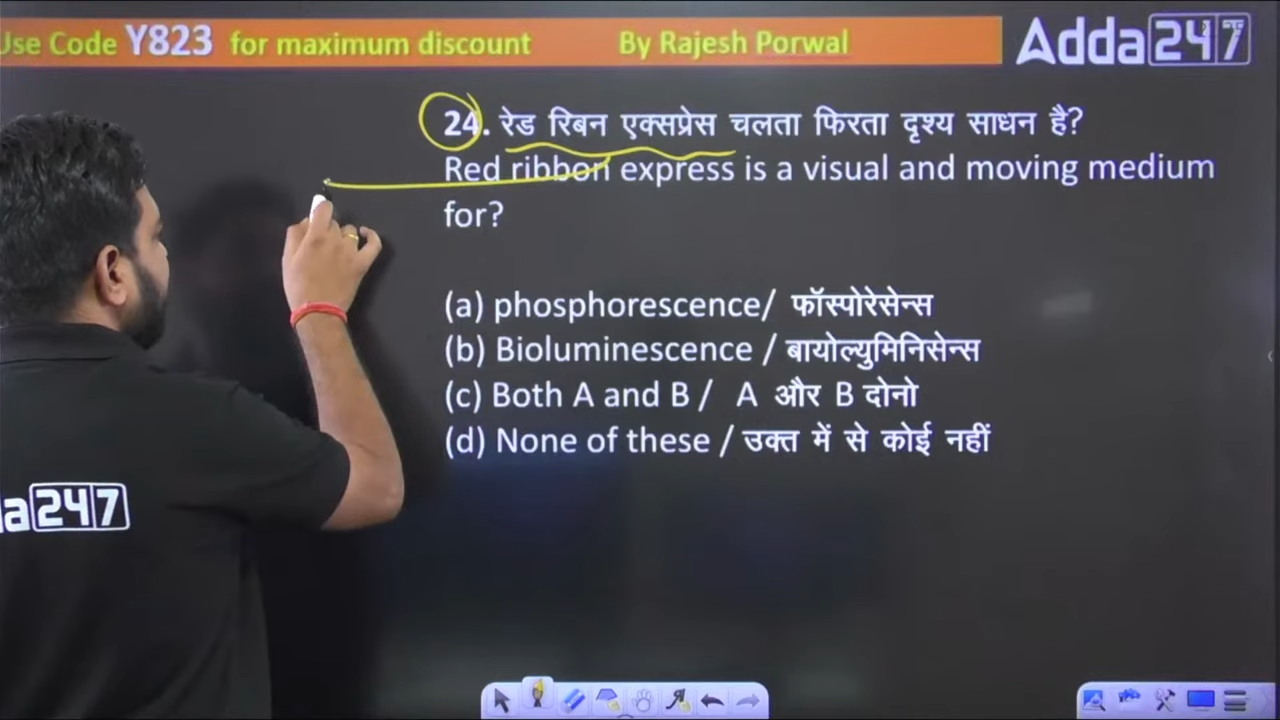 Use Code Y823 for maximum discount By Rajesh Porwal
Adda247
24. रेड रिबन एक्सप्रेस चलता फिरता दृश्य साधन है?
Red ribbon express is a visual and moving medium
for?
(a) phosphorescence/ फॉस्पोरेसेन्स
(b) Bioluminescence / बायोल्युमिनिसेन्स
(c) Both A and B / A और B दोनो
(d) None of these / उक्त में से कोई नहीं
a247